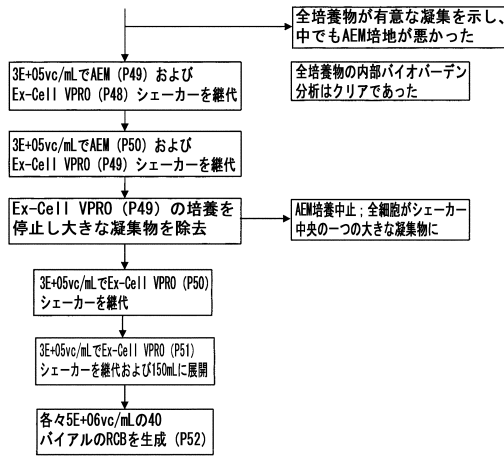 全培養物が有意な凝集を示し、
中でもAEM培地が悪かった
3E+05vc/mLでAEM（P49）および
Ex-Cell VPRO（P48）シェーカーを継代
全培養物の内部バイオバーデン
分析はクリアであった
3E+05vc/mLでAEM（P50）および
Ex-Cell VPRO（P49）シェーカーを継代
Ex-Cell VPRO（P49）の培養を
停止し大きな凝集物を除去
AEM培養中止；全細胞がシェーカー
中央の一つの大きな凝集物に
3E+05vc/mLでEx-Cell VPRO（P50）
シェーカーを継代
3E+05vc/mLでEx-Cell VPRO（P51）
シェーカーを継代および150mLに展開
各々5E+06vc/mLの40
バイアルのRCBを生成（P52）